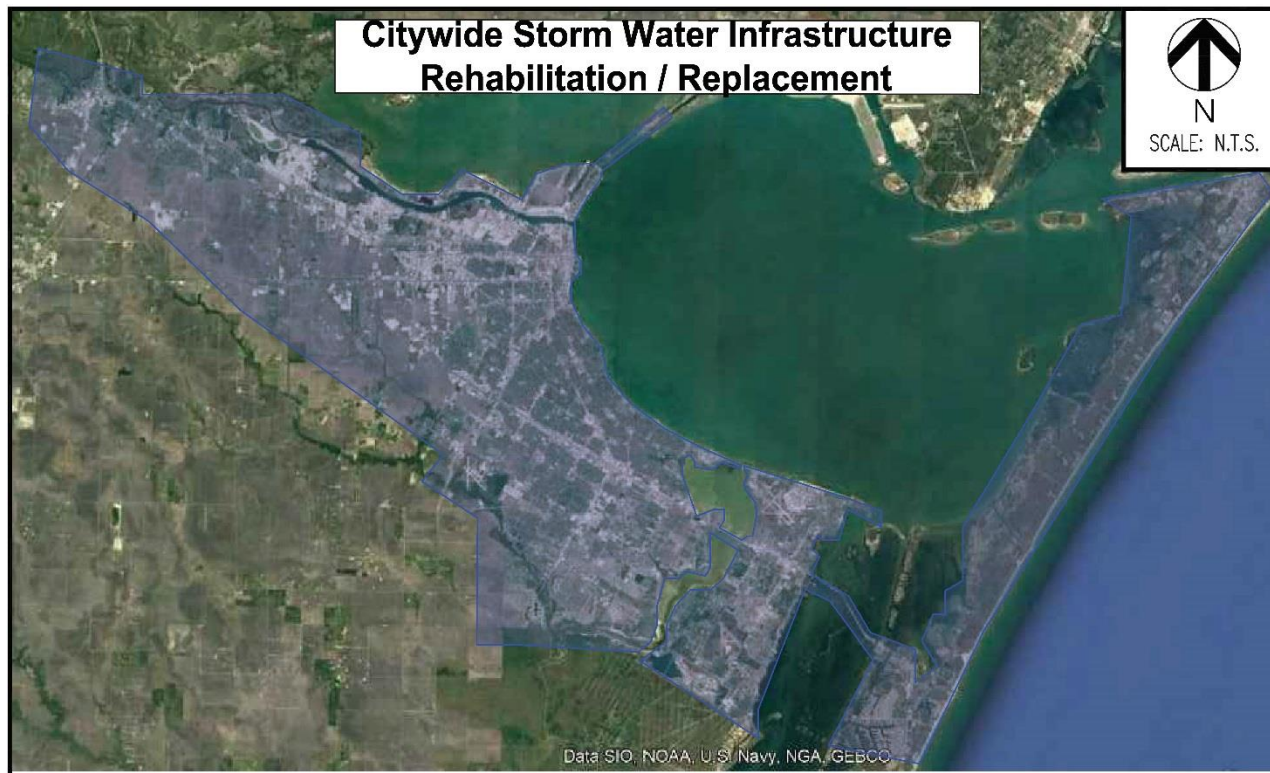 Citywide Storm Water Infrastructure
Rehabilitation / Replacement
N
SCALE: N.T.S.
Data SIO, NOAA, U.S. Navy, NGA, GEBCO